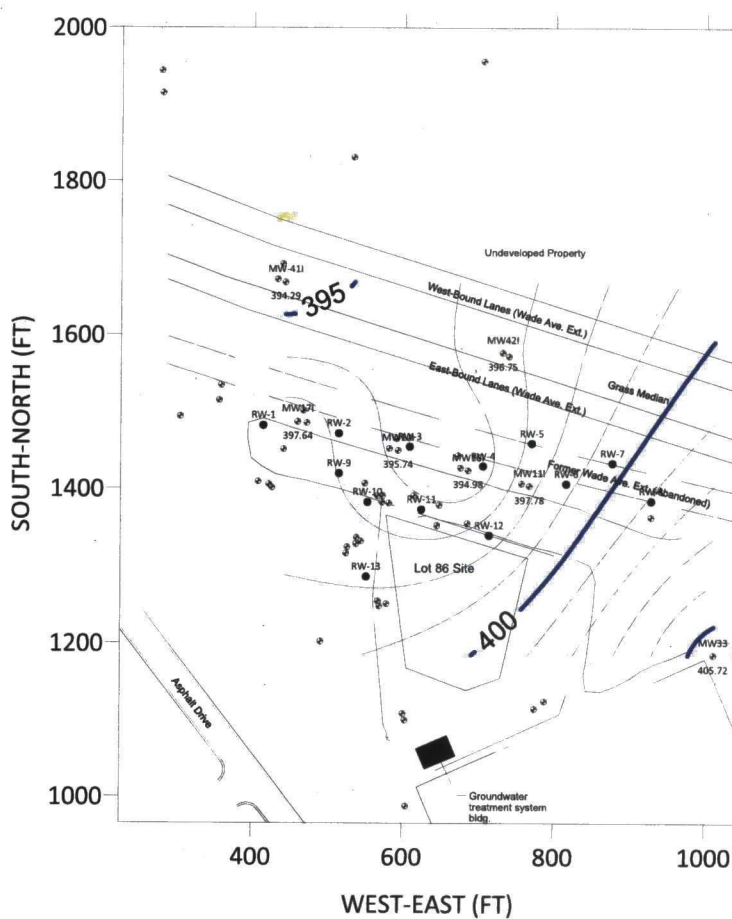 2000
1800
1600
1400
1200
1000
400
600
800
1000
SOUTH-NORTH (FT)
WEST-EAST (FT)
Undeveloped Property
West-Bound Lanes (Wade Ave. Ext.)
MW-41I
394.29
395
MW42I
396.75
East-Bound Lanes (Wade Ave. Ext.)
Grass Median
RW-1
397.64
RW-2
RW-3
395.74
RW-4
394.98
RW-5
RW-7
RW-9
MW11I
397.78
Former Wade Ave. Ext. (Abandoned)
RW-10
RW-11
RW-12
RW-13
Lot 86 Site
400
MW33
405.72
Asphalt Drive
Groundwater
treatment system
bldg.